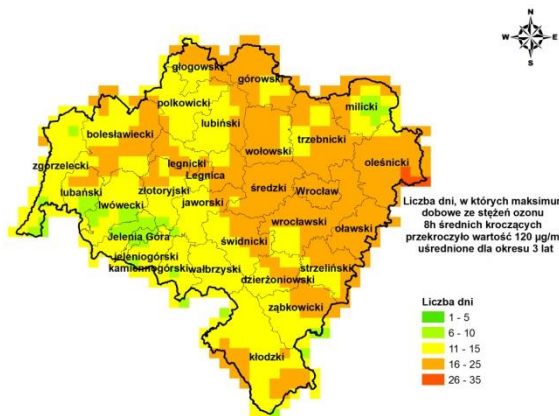 N
W E
S
głogowski
górowski
polkowicki
milicki
lubiński
bolesławiecki
trzebnicki
wołowski
zgorzelecki
legnicki
oleśnicki
Legnica
lubański
złotoryjski
średzki
Wrocław
lwówecki
jaworski
wrocławski
oławski
Jelenia Góra
świdnicki
jeleniogórski
strzeliński
kamiennogórski
wałbrzyski
dzierżoniowski
ząbkowicki
kłodzki
Liczba dni, w których maksimum
dobowe ze stężeń ozonu
8h średnich kroczących
przekroczyło wartość 120 µg/m
uśrednione dla okresu 3 lat
Liczba dni
1 - 5
6 - 10
11 - 15
16 - 25
26 - 35